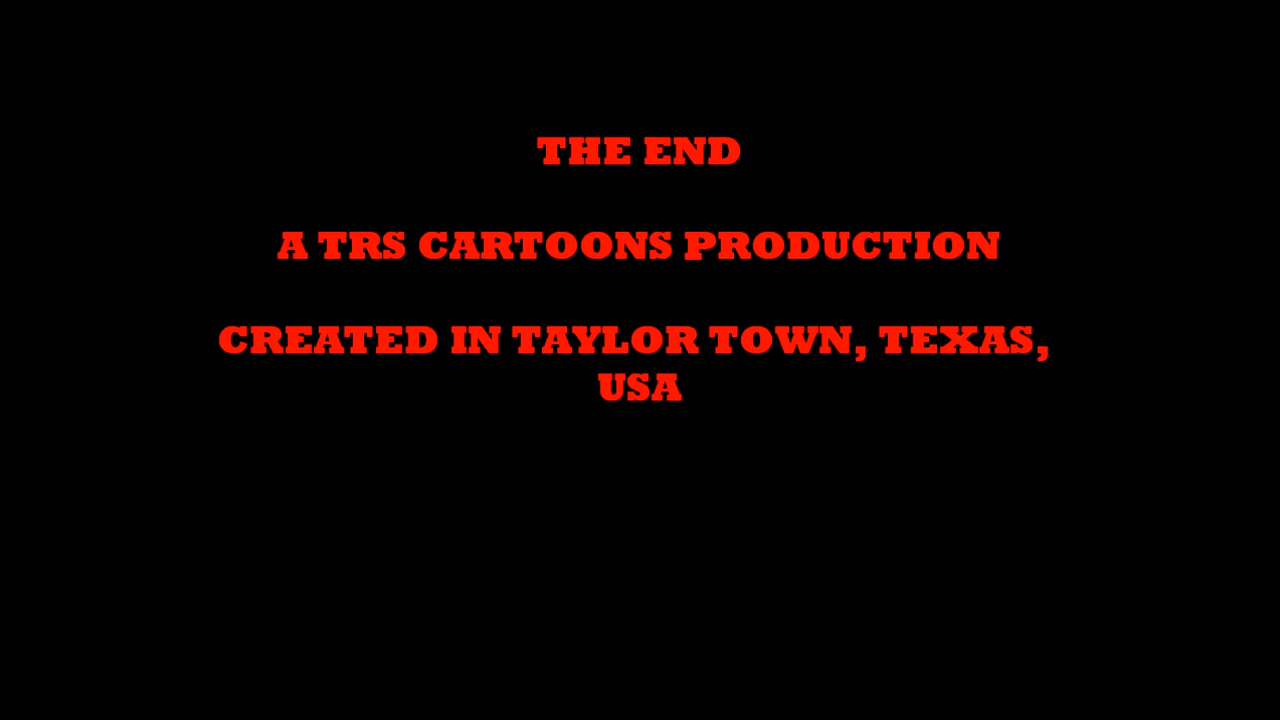 THE END
A TRS CARTOONS PRODUCTION
CREATED IN TAYLOR TOWN, TEXAS,
USA